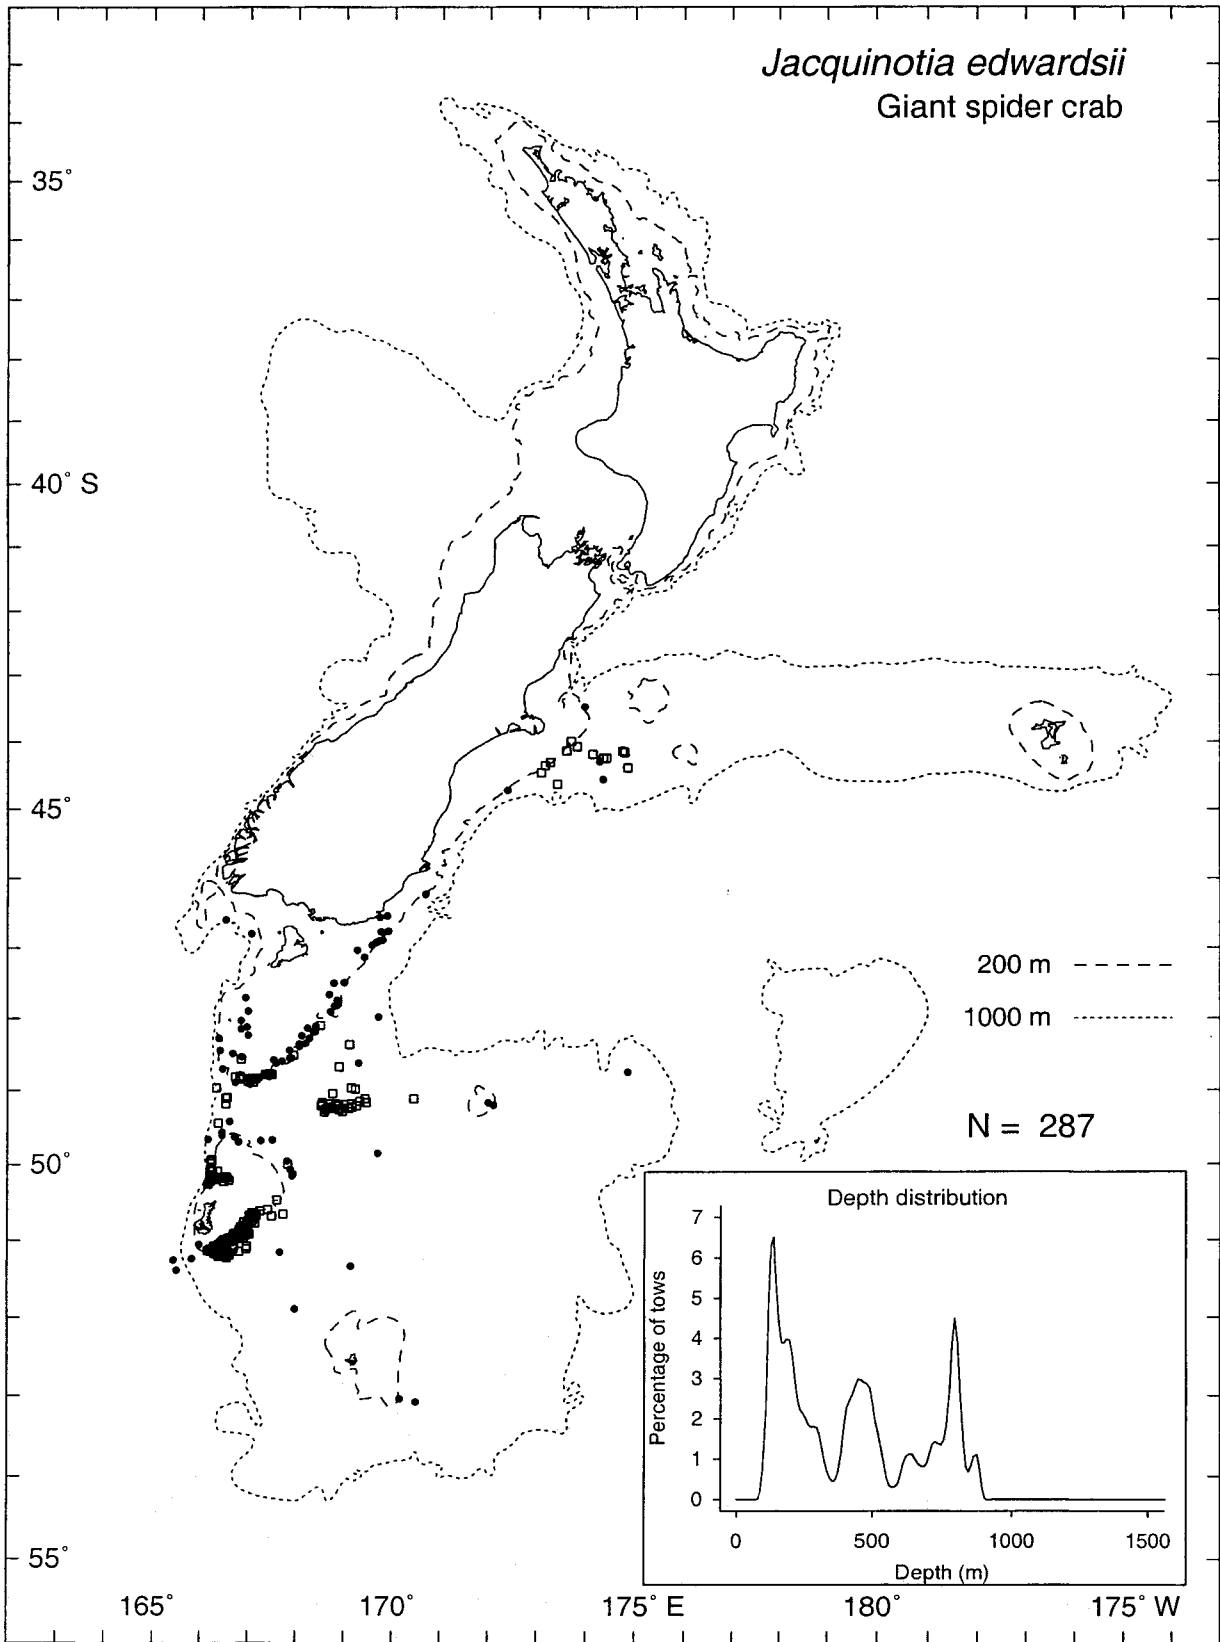 Jacquinotia edwardsii
Giant spider crab
35°
40° S
45°
50°
55°
200 m
1000 m
N = 287
Depth distribution
Percentage of tows
7
6
5
4
3
2
1
0
0 500 1000 1500
Depth (m)
165° 170° 175° E 180° 175° W